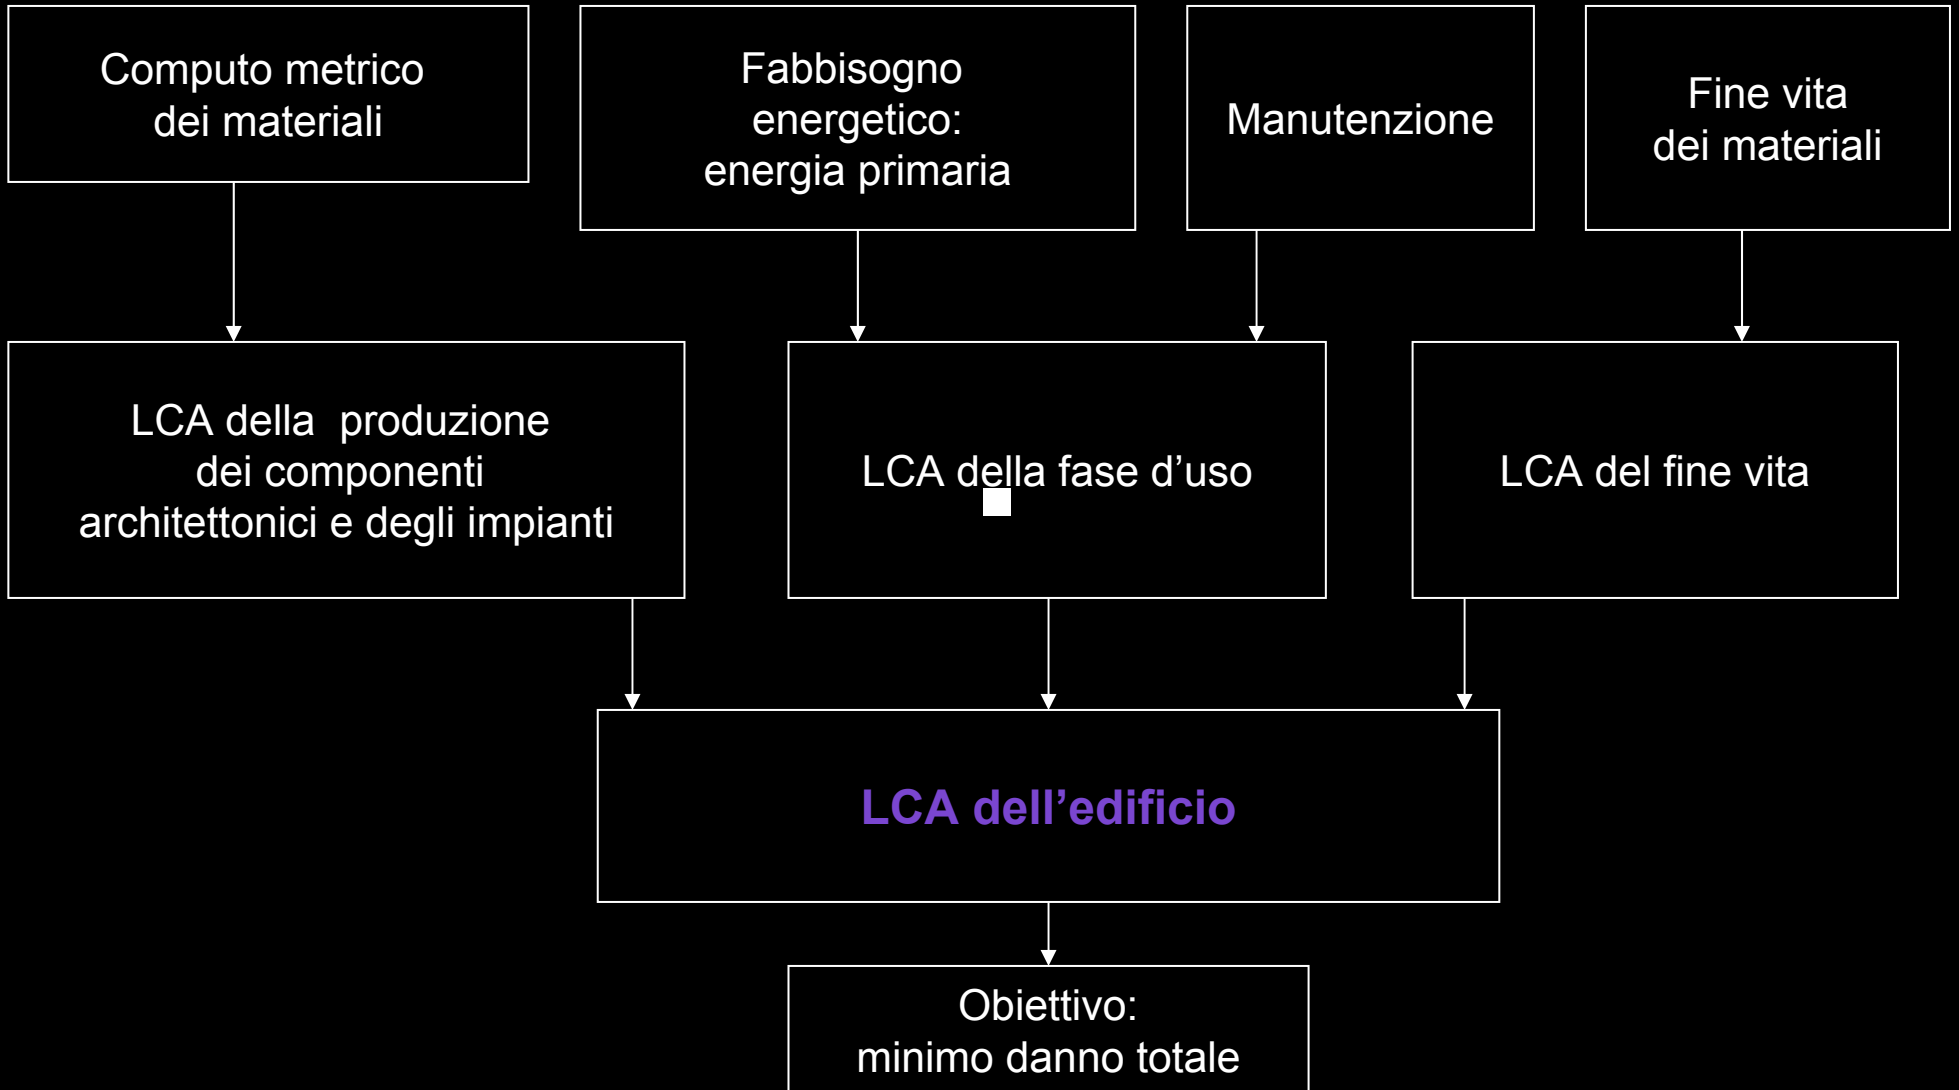 Computo metrico
dei materiali
Fabbisogno
energetico:
energia primaria
Manutenzione
Fine vita
dei materiali
LCA della  produzione
dei componenti
architettonici e degli impianti
LCA della fase d’uso
LCA del fine vita
LCA dell’edificio
Obiettivo:
minimo danno totale